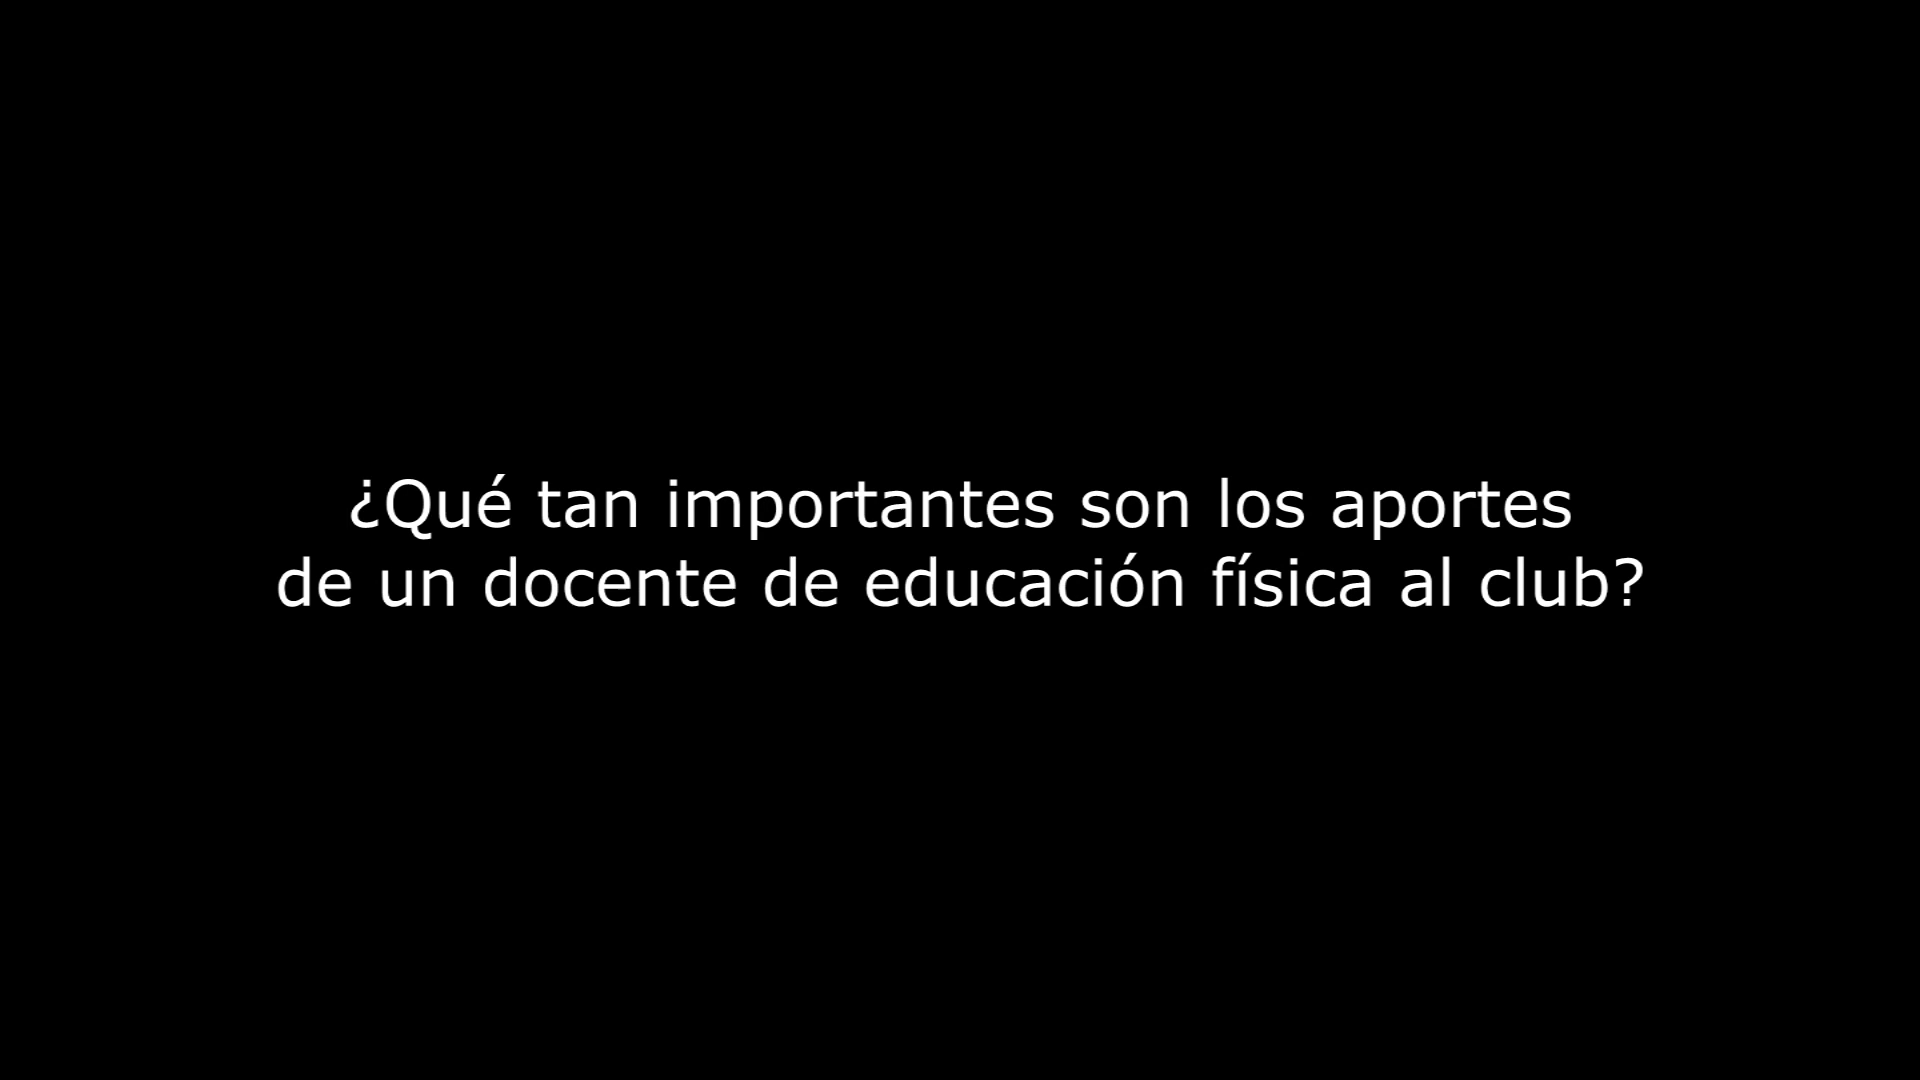 ¿Qué tan importantes son los aportes
de un docente de educación física al club?